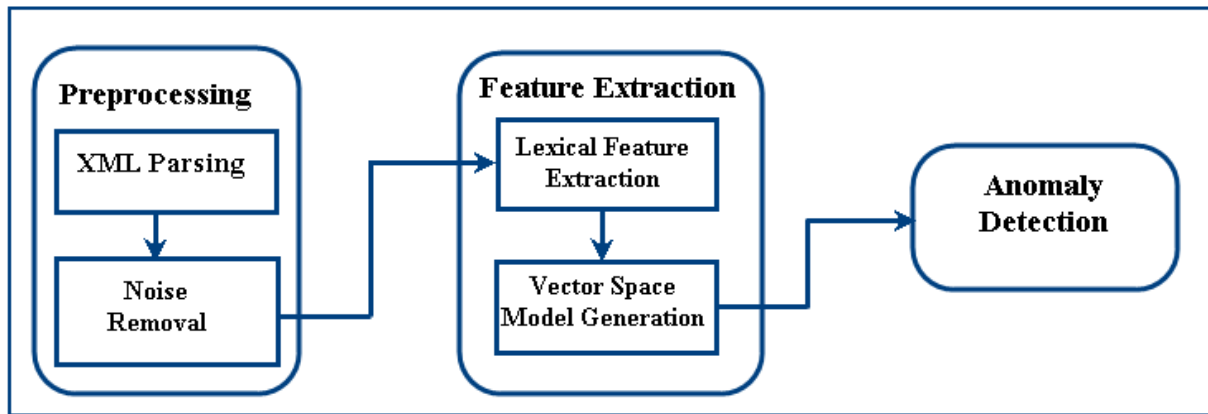 Preprocessing
XML Parsing
Noise
Removal
Feature Extraction
Lexical Feature
Extraction
Vector Space
Model Generation
Anomaly
Detection